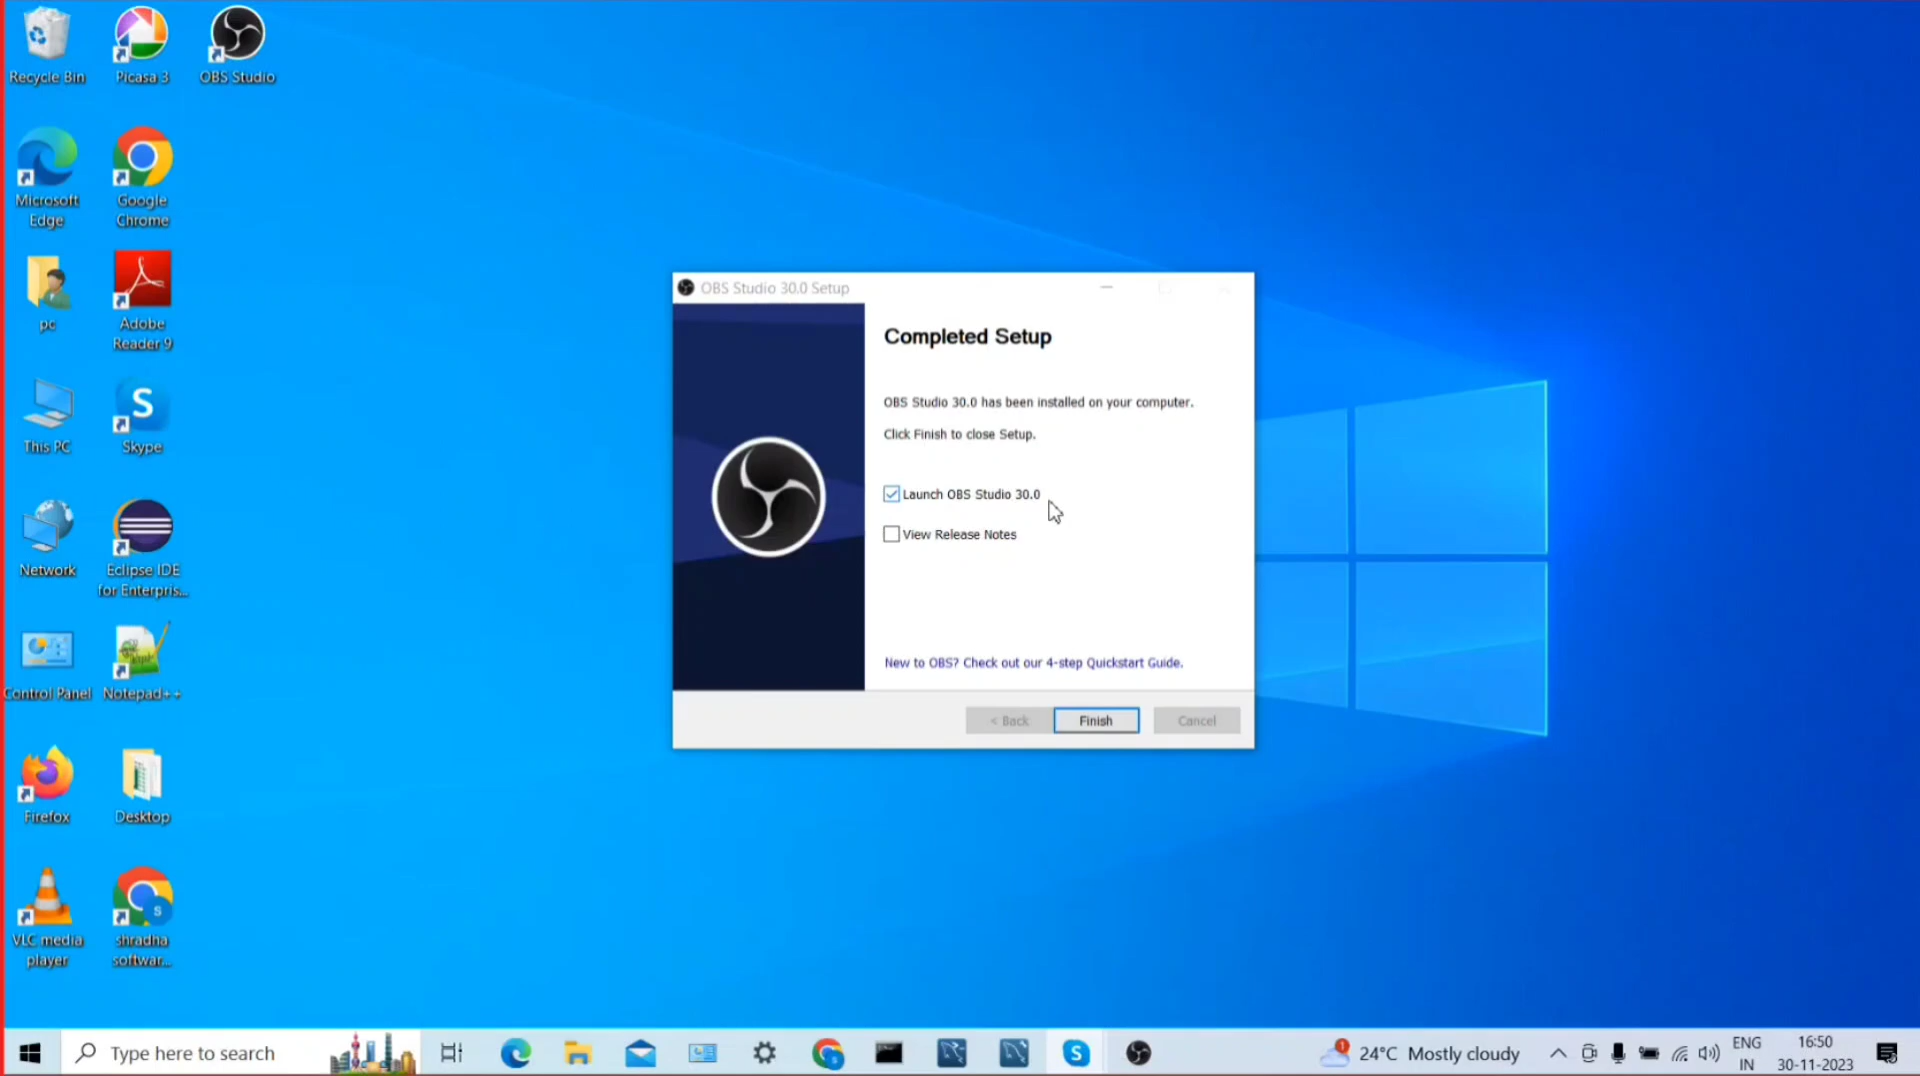 Recycle Bin
Picasa 3
OBS Studio
Microsoft
Edge
Google
Chrome
pc
Adobe
Reader 9
This PC
Skype
Network
Eclipse IDE
for Enterpris...
Control Panel
Notepad++
Firefox
Desktop
VLC media
player
shradha
softwar...
OBS Studio 30.0 Setup
Completed Setup
OBS Studio 30.0 has been installed on your computer.
Click Finish to close Setup.
Launch OBS Studio 30.0
View Release Notes
New to OBS? Check out our 4-step Quickstart Guide.
< Back
Finish
Cancel
Type here to search
1
24°C Mostly cloudy
ENG
IN
16:50
30-11-2023